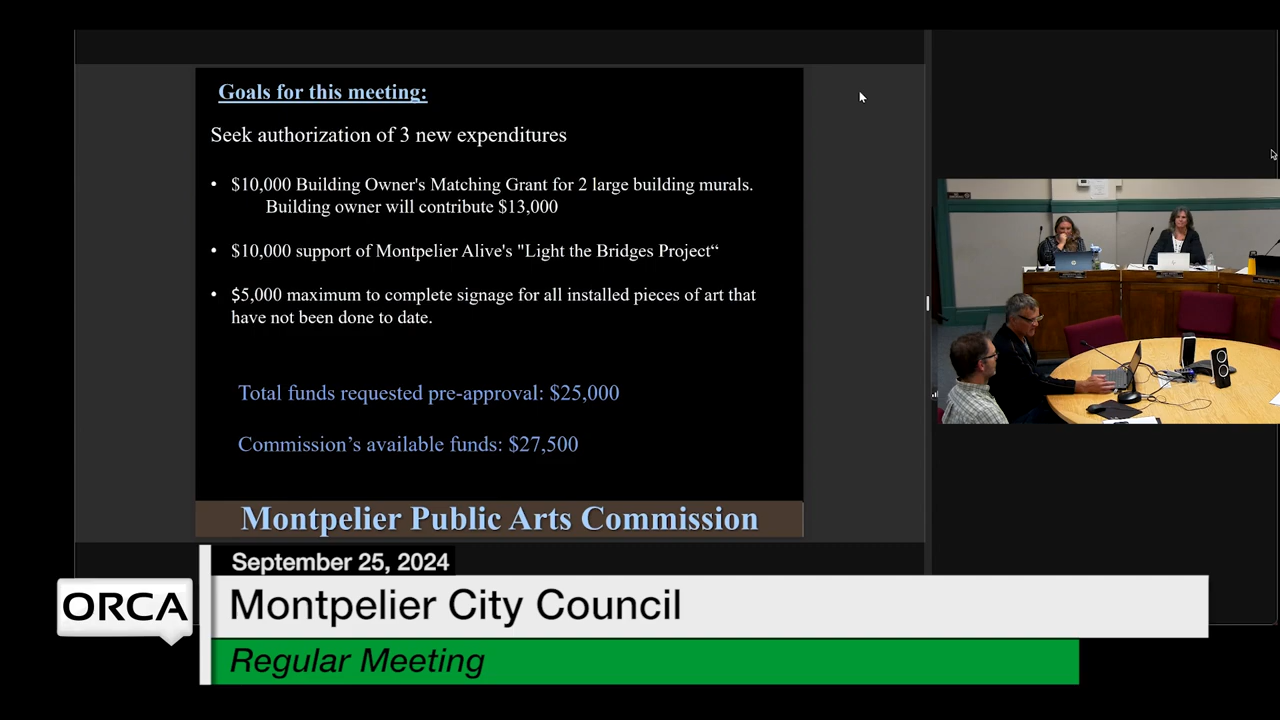 Goals for this meeting:
Seek authorization of 3 new expenditures
• $10,000 Building Owner's Matching Grant for 2 large building murals.
Building owner will contribute $13,000
• $10,000 support of Montpelier Alive's "Light the Bridges Project“
• $5,000 maximum to complete signage for all installed pieces of art that
have not been done to date.
Total funds requested pre-approval: $25,000
Commission’s available funds: $27,500
Montpelier Public Arts Commission
September 25, 2024
ORCA
Montpelier City Council
Regular Meeting